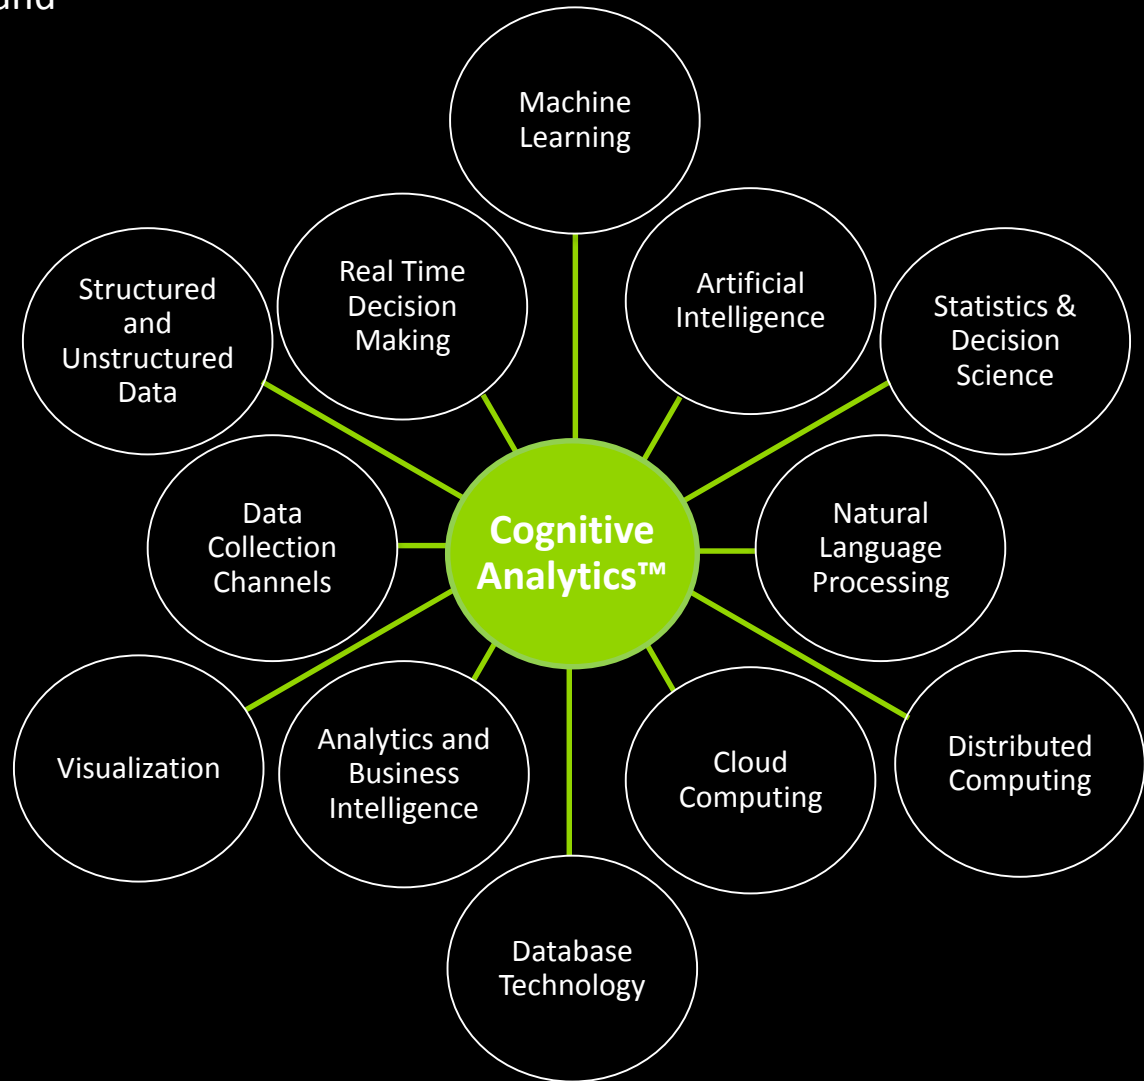 Machine
Learning
Real Time
Decision
Making
Artificial
Intelligence
Structured
and
Unstructured
Data
Statistics &
Decision
Science
Data
Collection
Channels
Cognitive
Analytics™
Natural
Language
Processing
Visualization
Analytics and
Business
Intelligence
Cloud
Computing
Distributed
Computing
Database
Technology